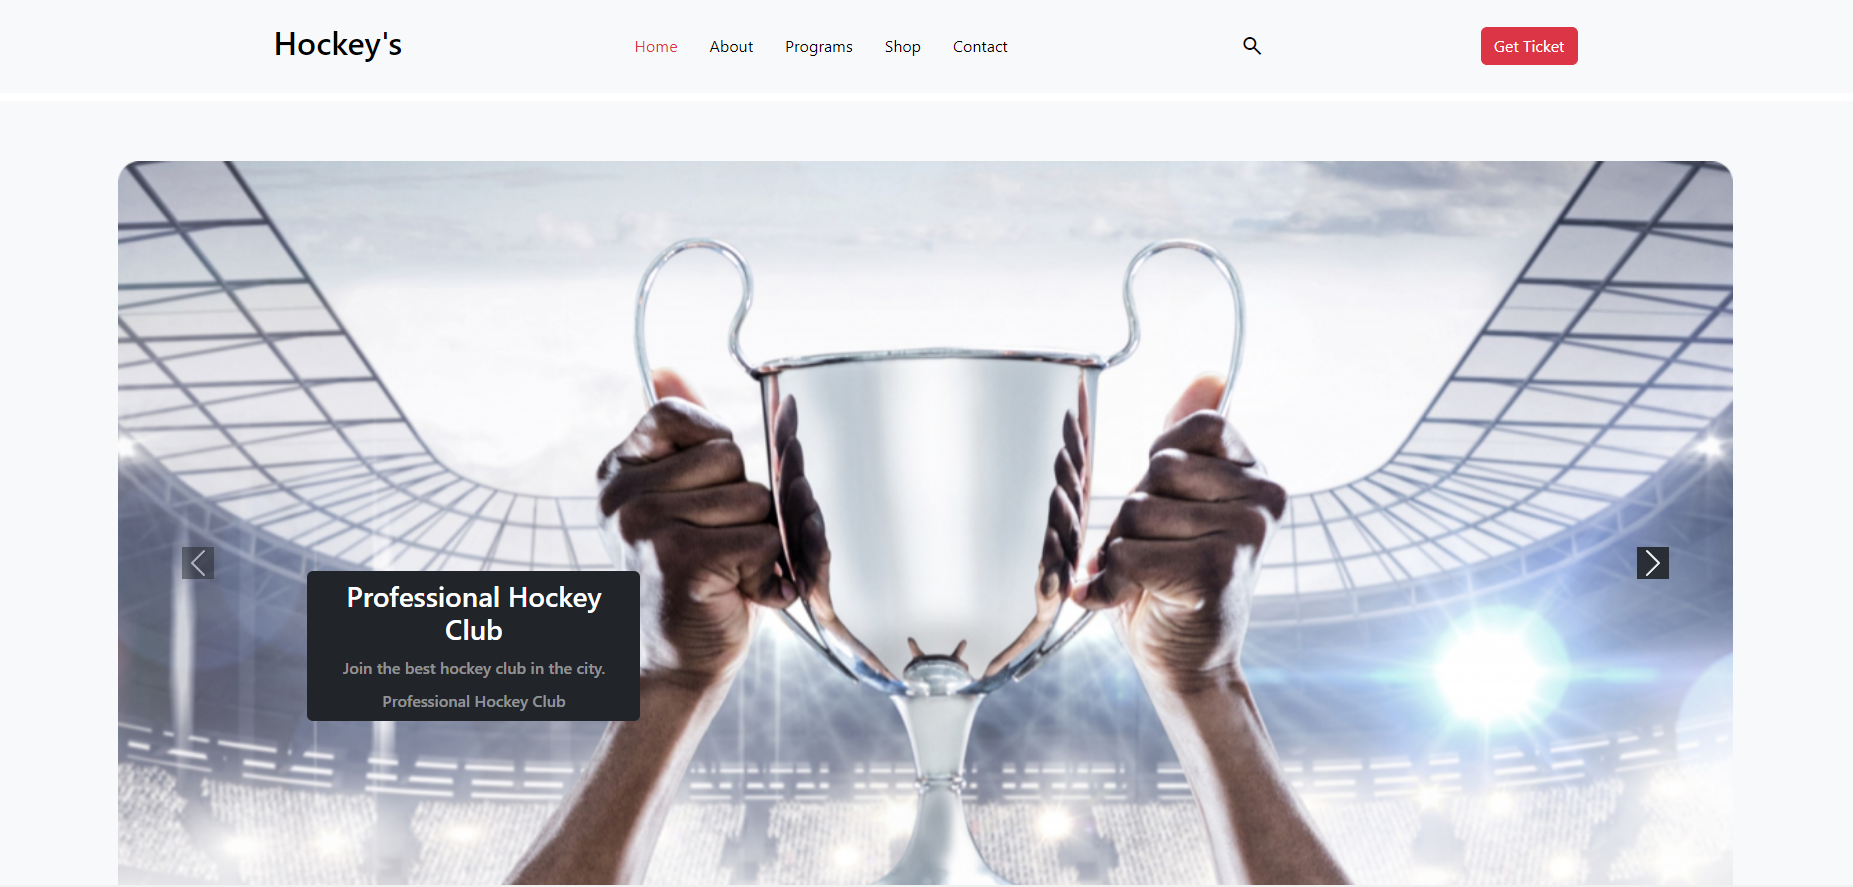 Hockey's
Home About Programs Shop Contact
Get Ticket
Professional Hockey
Club
Join the best hockey club in the city.
Professional Hockey Club